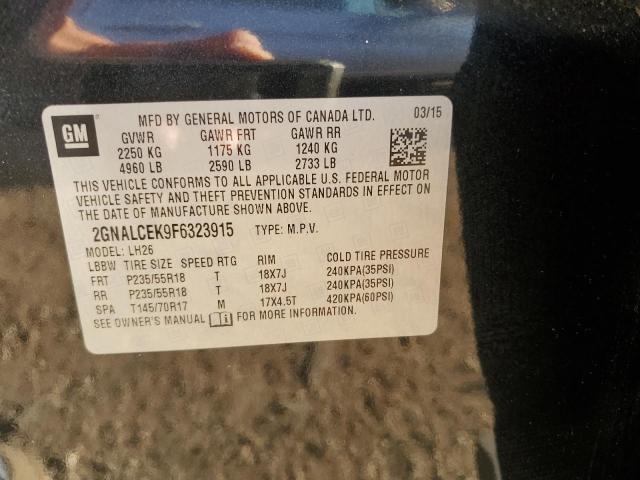 GM
MFD BY GENERAL MOTORS OF CANADA LTD. 03/15
GVWR GAWR FRT GAWR RR
2250 KG 1175 KG 1240 KG
4960 LB 2590 LB 2733 LB
THIS VEHICLE CONFORMS TO ALL APPLICABLE U.S. FEDERAL MOTOR
VEHICLE SAFETY AND THEFT PREVENTION STANDARDS IN EFFECT ON
THE DATE OF MANUFACTURE SHOWN ABOVE.
2GNALCEK9F6323915 TYPE: M.P.V.
MODEL: LH26
LBBW TIRE SIZE SPEED RTG RIM COLD TIRE PRESSURE
FRT P235/55R18 T 18X7J 240KPA(35PSI)
RR P235/55R18 T 18X7J 240KPA(35PSI)
SPA T145/70R17 M 17X4.5T 420KPA(60PSI)
SEE OWNER'S MANUAL FOR MORE INFORMATION.